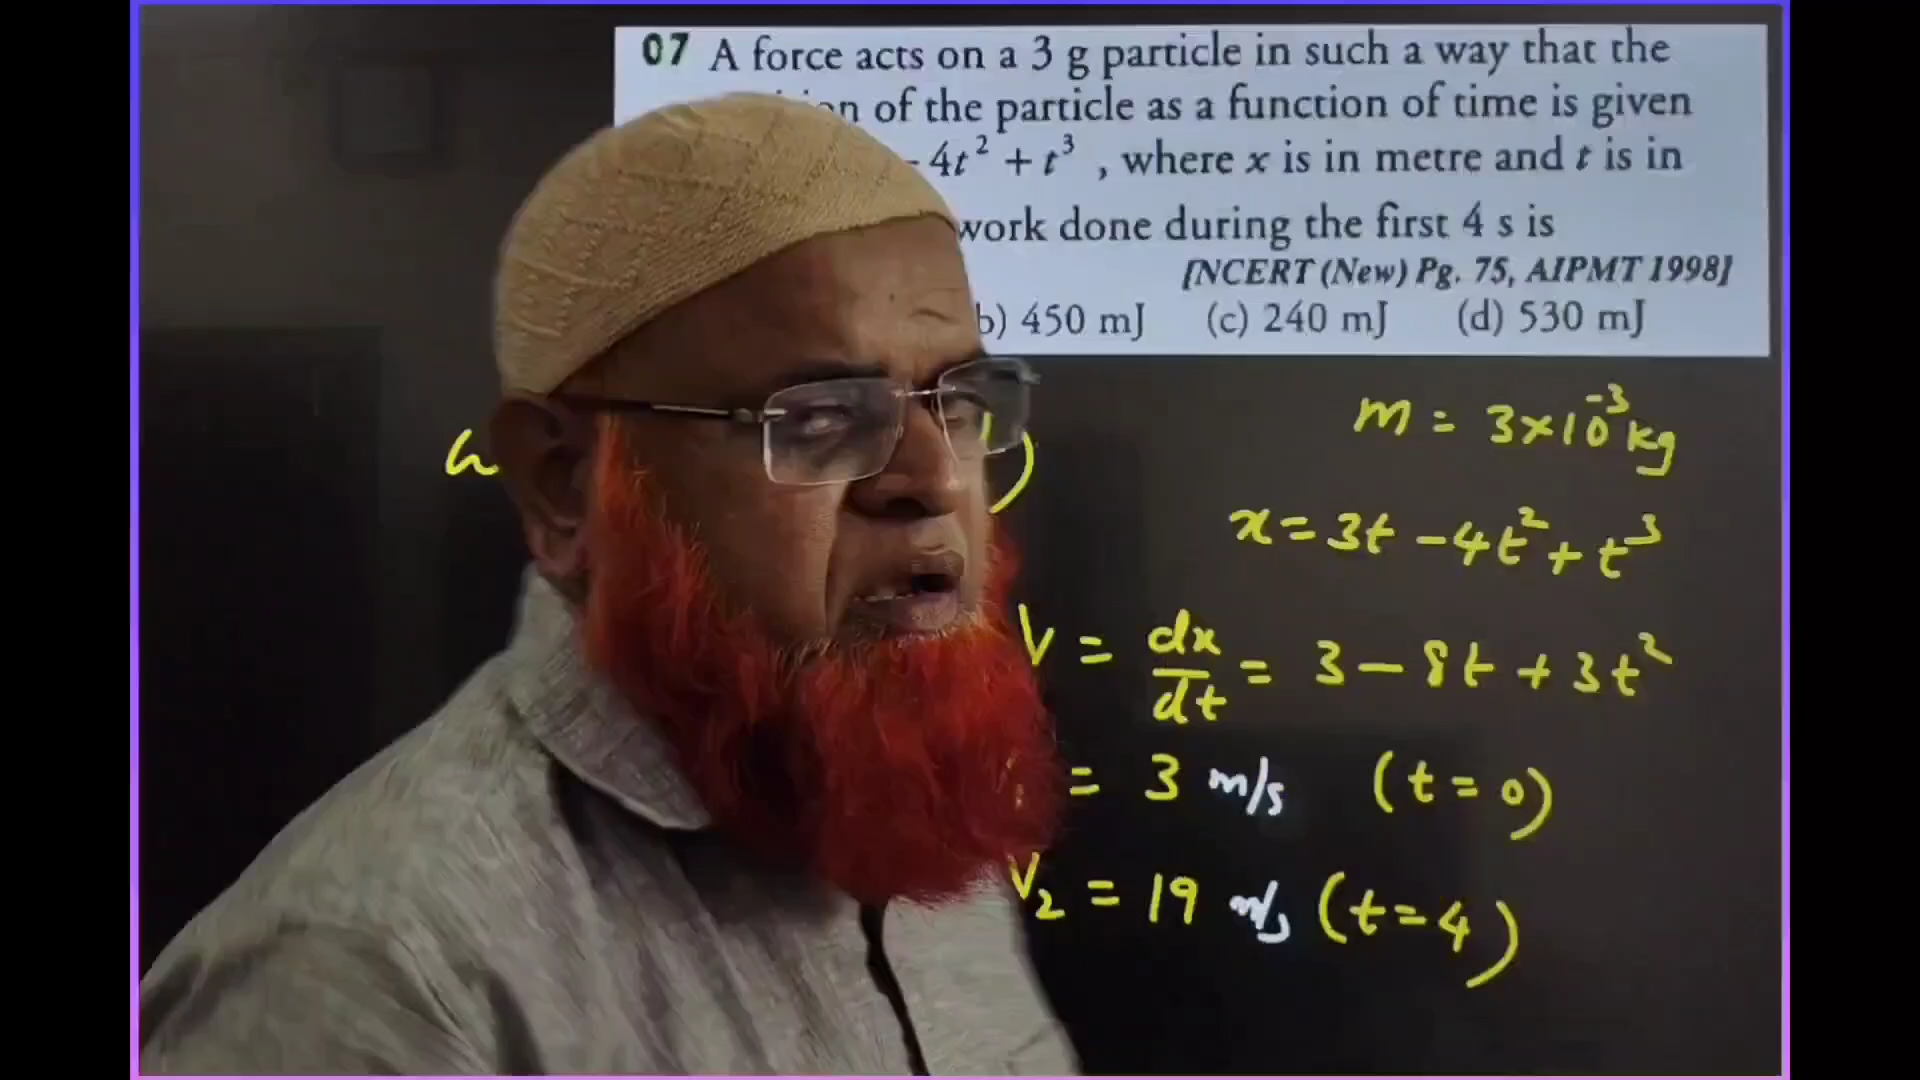 07 A force acts on a 3 g particle in such a way that the
of the particle as a function of time is given
- 4t² + t³ , where x is in metre and t is in
work done during the first 4 s is
[NCERT (New) Pg. 75, AIPMT 1998]
b) 450 mJ (c) 240 mJ (d) 530 mJ
m = 3×10⁻³ kg
x = 3t - 4t² + t³
V = dx/dt = 3 - 8t + 3t²
= 3 m/s (t = 0)
V₂ = 19 m/s (t = 4)